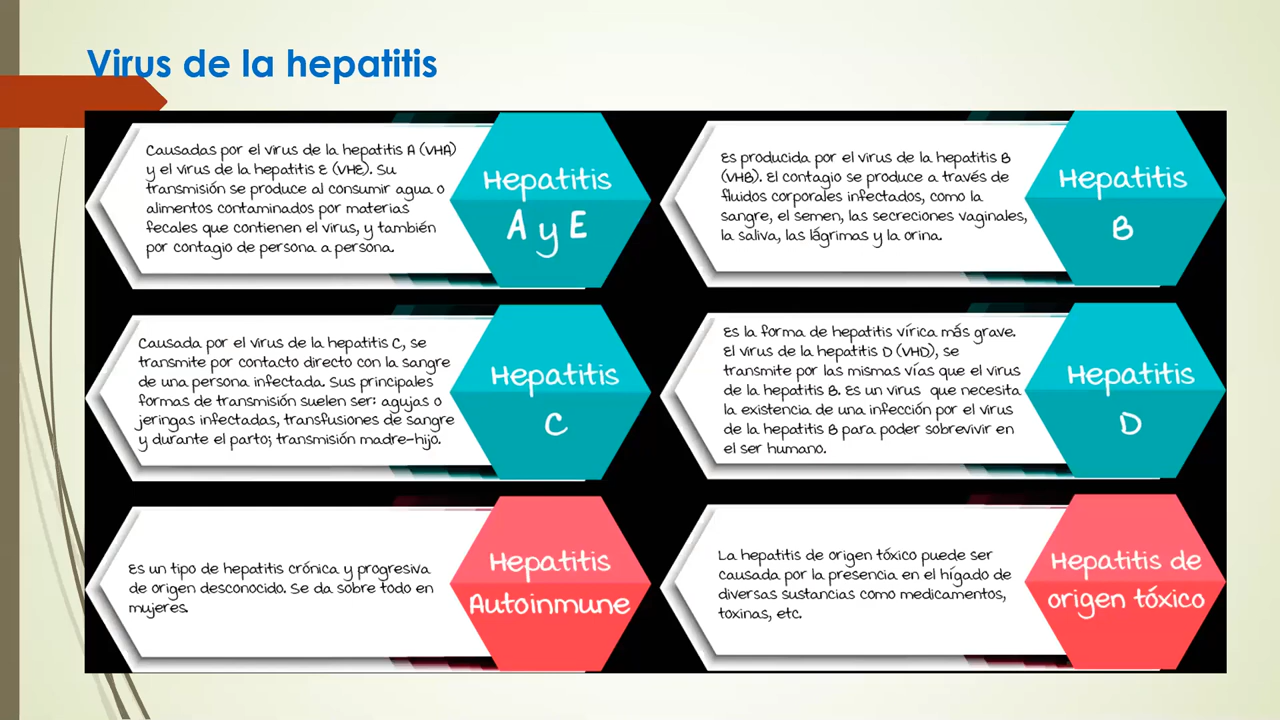 Virus de la hepatitis
Causadas por el virus de la hepatitis A (VHA)
y el virus de la hepatitis E (VHE). Su
transmisión se produce al consumir agua o
alimentos contaminados por materias
fecales que contienen el virus, y también
por contagio de persona a persona.
Hepatitis
A y E
Es producida por el virus de la hepatitis B
(VHB). El contagio se produce a través de
fluidos corporales infectados, como la
sangre, el semen, las secreciones vaginales,
la saliva, las lágrimas y la orina.
Hepatitis
B
Causada por el virus de la hepatitis C, se
transmite por contacto directo con la sangre
de una persona infectada. Sus principales
formas de transmisión suelen ser: agujas o
jeringas infectadas, transfusiones de sangre
y durante el parto; transmisión madre-hijo.
Hepatitis
C
Es la forma de hepatitis vírica más grave.
El virus de la hepatitis D (VHD), se
transmite por las mismas vías que el virus
de la hepatitis B. Es un virus que necesita
la existencia de una infección por el virus
de la hepatitis B para poder sobrevivir en
el ser humano.
Hepatitis
D
Es un tipo de hepatitis crónica y progresiva
de origen desconocido. Se da sobre todo en
mujeres.
Hepatitis
Autoinmune
La hepatitis de origen tóxico puede ser
causada por la presencia en el hígado de
diversas sustancias como medicamentos,
toxinas, etc.
Hepatitis de
origen tóxico